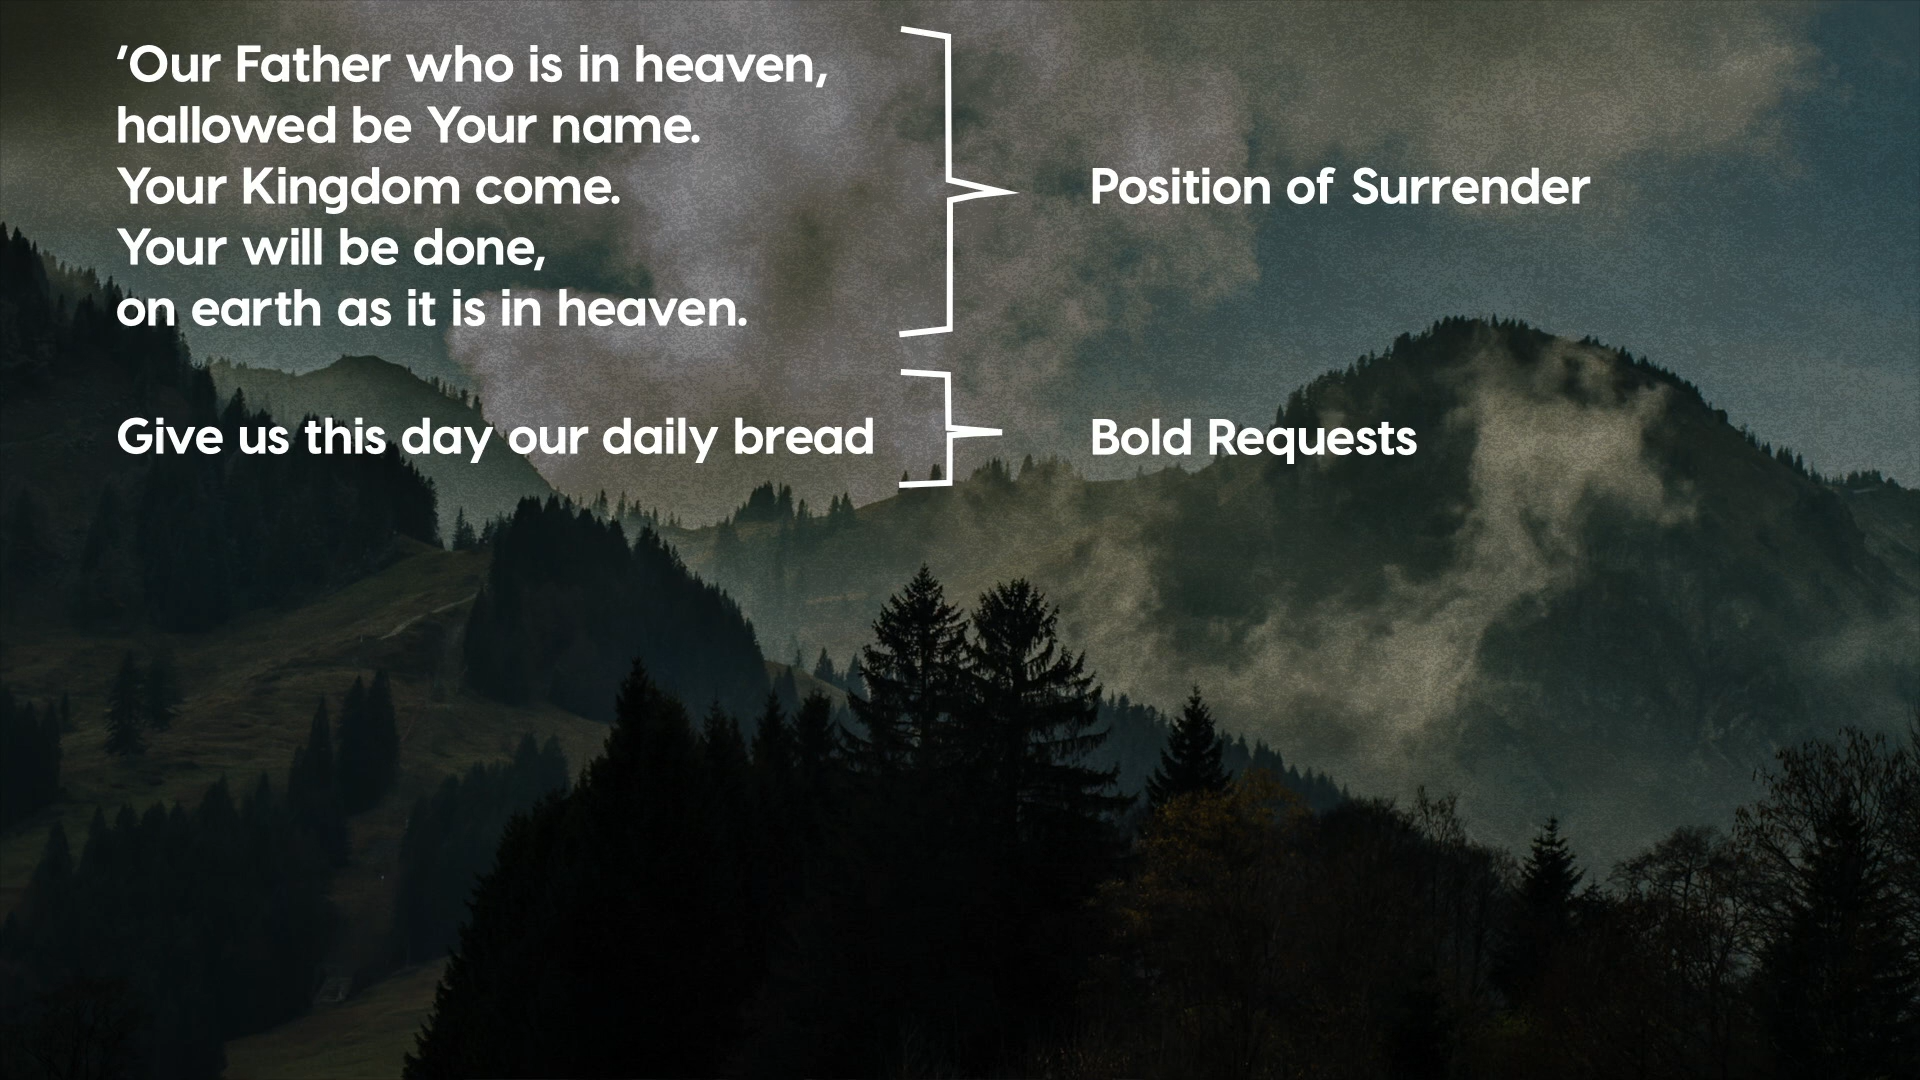 ‘Our Father who is in heaven,
hallowed be Your name.
Your Kingdom come.
Your will be done,
on earth as it is in heaven.
Position of Surrender
Give us this day our daily bread
Bold Requests